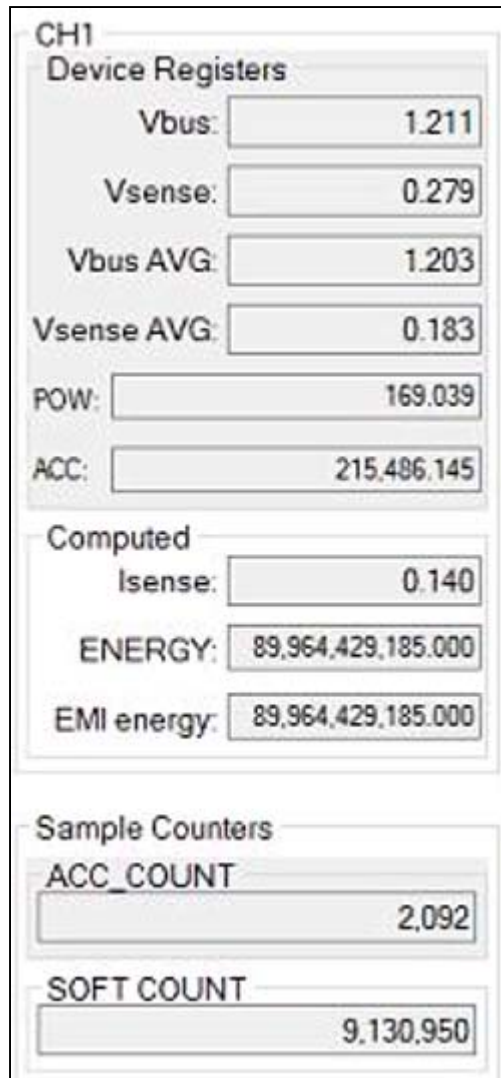 CH1
Device Registers
Vbus: 1.211
Vsense: 0.279
Vbus AVG: 1.203
Vsense AVG: 0.183
POW: 169.039
ACC: 215,486.145
Computed
Isense: 0.140
ENERGY: 89,964,429,185.000
EMI energy: 89,964,429,185.000
Sample Counters
ACC_COUNT
2,092
SOFT COUNT
9,130,950